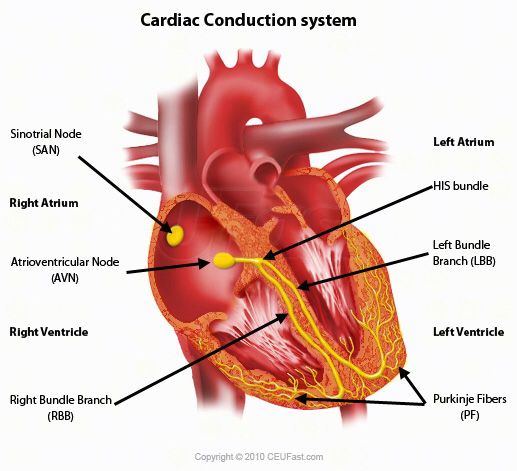 Cardiac Conduction system
Sinotrial Node
(SAN)
Left Atrium
HIS bundle
Right Atrium
Left Bundle
Branch (LBB)
Atrioventricular Node
(AVN)
Right Ventricle
Left Ventricle
Right Bundle Branch
(RBB)
Purkinje Fibers
(PF)
Copyright © 2010 CEUFast.com